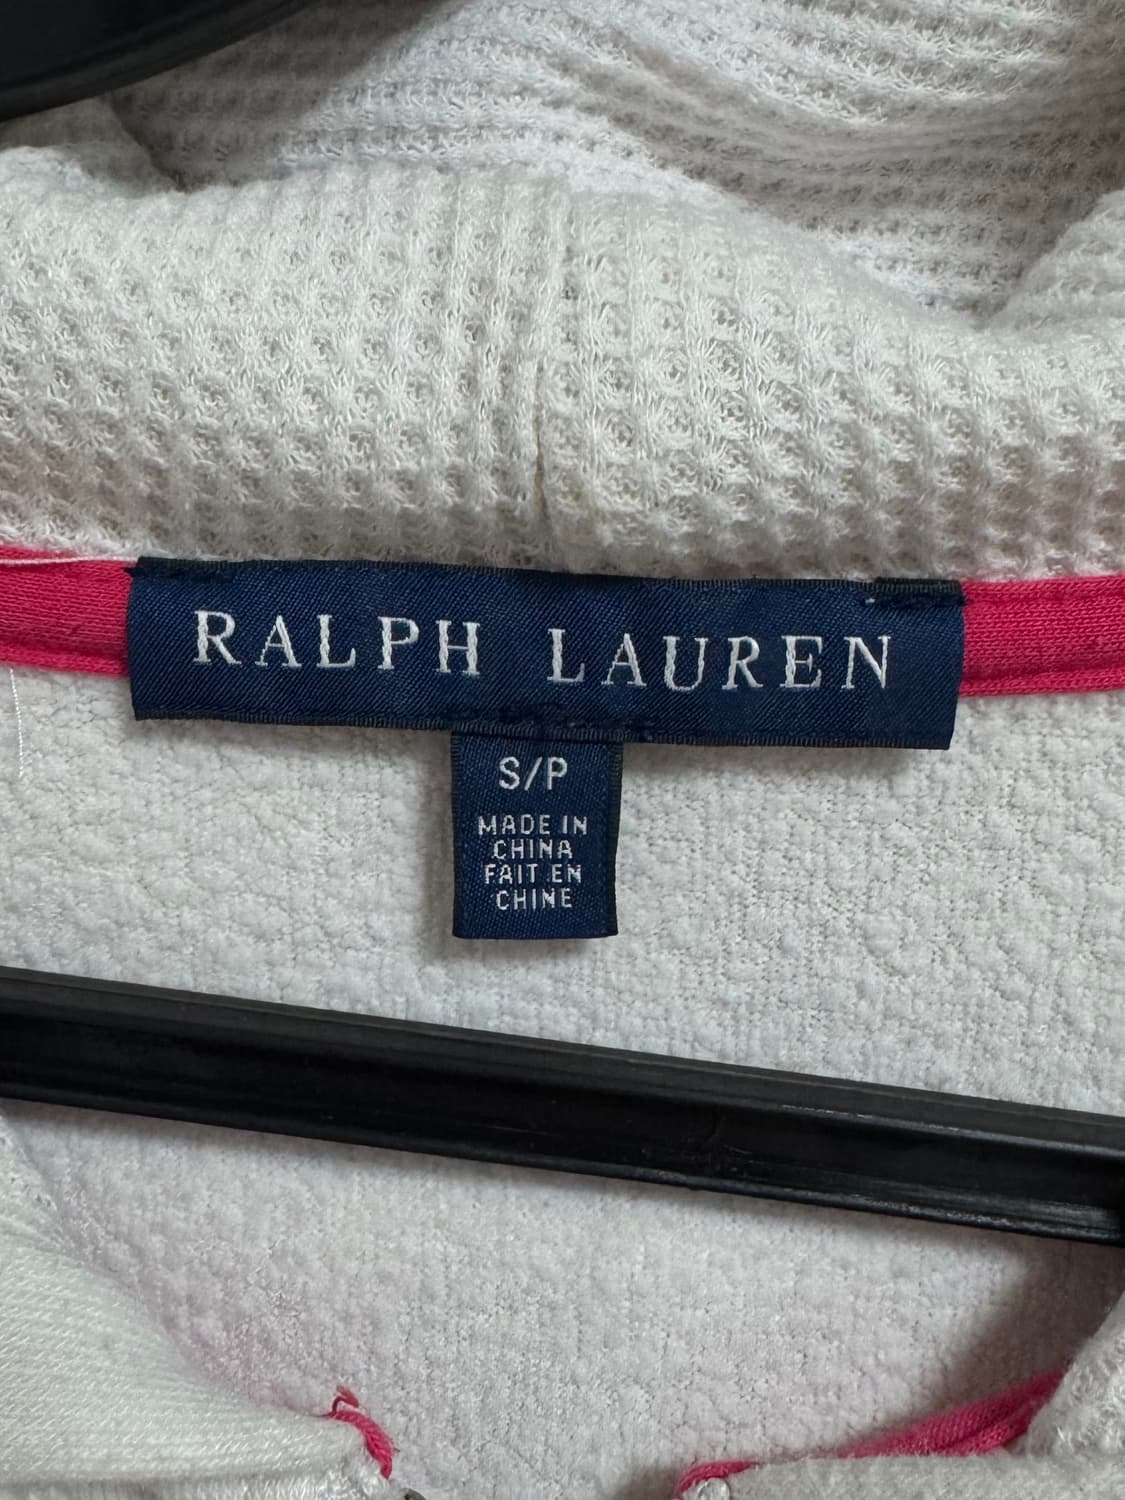 RALPH LAUREN
S/P
MADE IN
CHINA
FAIT EN
CHINE